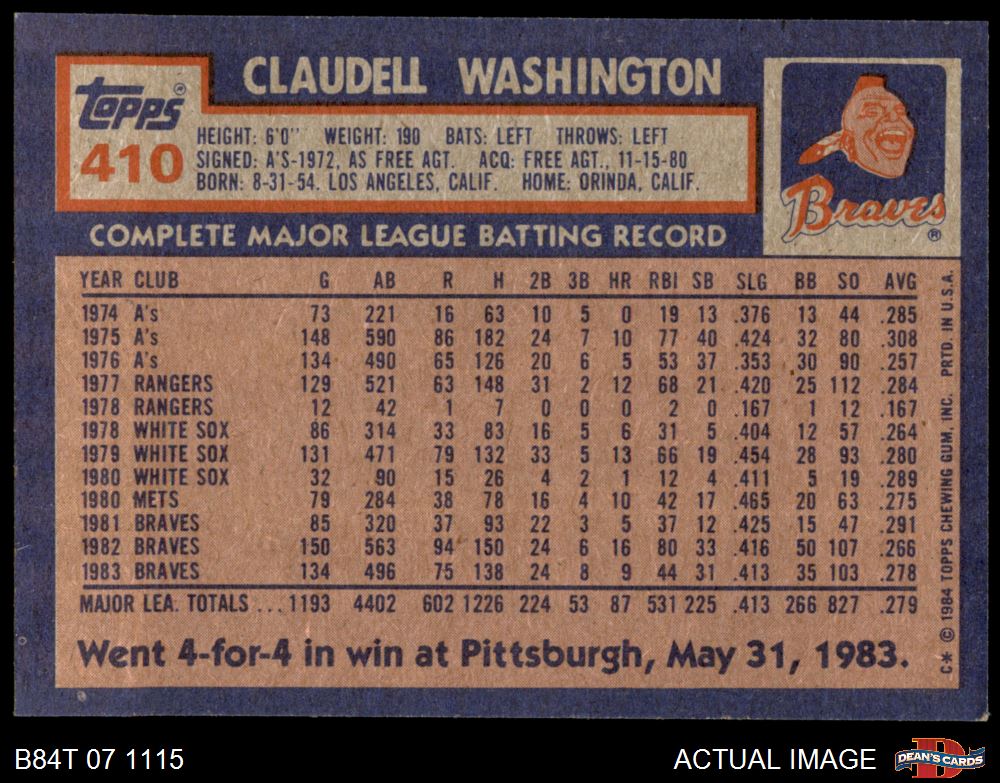 CLAUDELL WASHINGTON
TOPPS®
410
HEIGHT: 6'0" WEIGHT: 190 BATS: LEFT THROWS: LEFT
SIGNED: A'S-1972, AS FREE AGT. ACQ: FREE AGT., 11-15-80
BORN: 8-31-54. LOS ANGELES, CALIF. HOME: ORINDA, CALIF.
Braves®
COMPLETE MAJOR LEAGUE BATTING RECORD
YEAR CLUB G AB R H 2B 3B HR RBI SB SLG BB SO AVG
1974 A's 73 221 16 63 10 5 0 19 13 .376 13 44 .285
1975 A's 148 590 86 182 24 7 10 77 40 .424 32 80 .308
1976 A's 134 490 65 126 20 6 5 53 37 .353 30 90 .257
1977 RANGERS 129 521 63 148 31 2 12 68 21 .420 25 112 .284
1978 RANGERS 12 42 1 7 0 0 0 2 0 .167 1 12 .167
1978 WHITE SOX 86 314 33 83 16 5 6 31 5 .404 12 57 .264
1979 WHITE SOX 131 471 79 132 33 5 13 66 19 .454 28 93 .280
1980 WHITE SOX 32 90 15 26 4 2 1 12 4 .411 5 19 .289
1980 METS 79 284 38 78 16 4 10 42 17 .465 20 63 .275
1981 BRAVES 85 320 37 93 22 3 5 37 12 .425 15 47 .291
1982 BRAVES 150 563 94 150 24 6 16 80 33 .416 50 107 .266
1983 BRAVES 134 496 75 138 24 8 9 44 31 .413 35 103 .278
MAJOR LEA. TOTALS ... 1193 4402 602 1226 224 53 87 531 225 .413 266 827 .279
Went 4-for-4 in win at Pittsburgh, May 31, 1983.
C* © 1984 TOPPS CHEWING GUM, INC. PRTD. IN U.S.A.
B84T 07 1115
ACTUAL IMAGE
D
DEAN'S CARDS